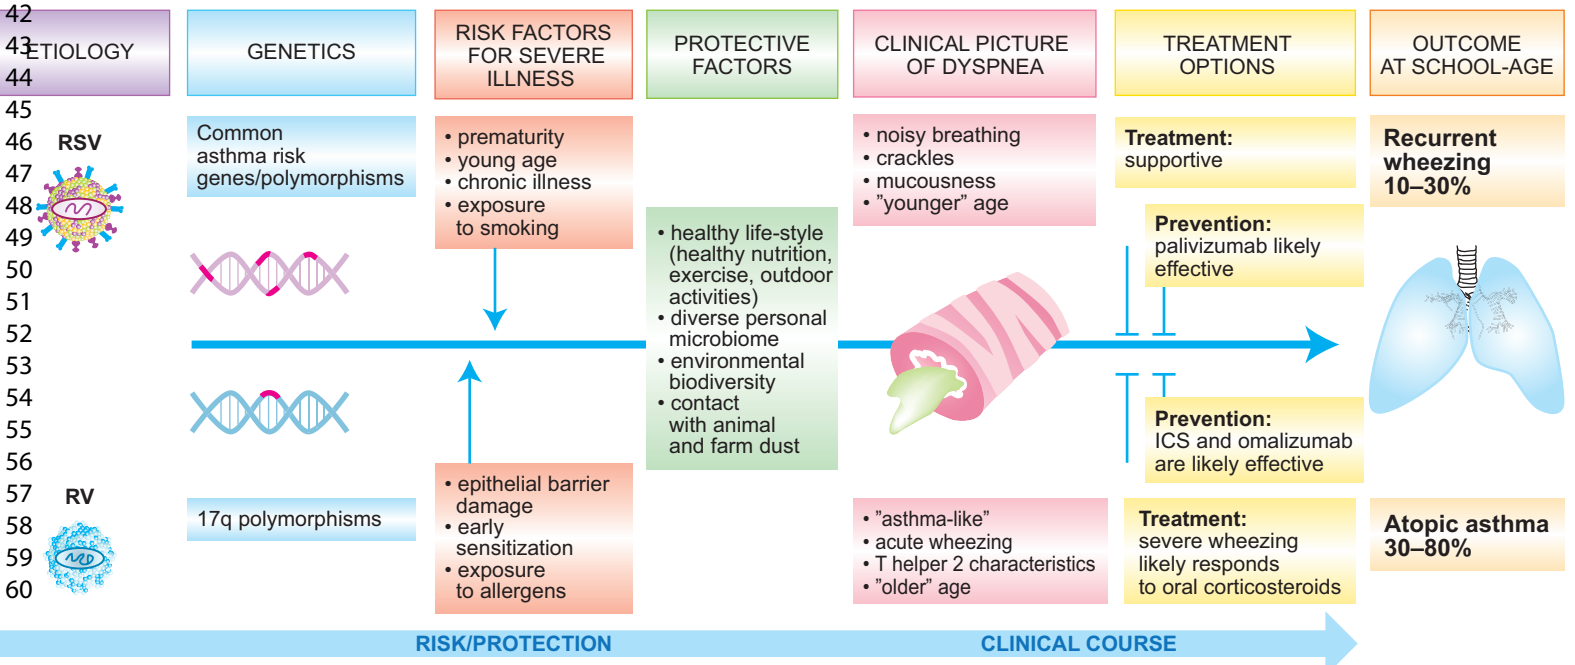 42
43
44
45
46
47
48
49
50
51
52
53
54
55
56
57
58
59
60
ETIOLOGY
GENETICS
RISK FACTORS
FOR SEVERE
ILLNESS
PROTECTIVE
FACTORS
CLINICAL PICTURE
OF DYSPNEA
TREATMENT
OPTIONS
OUTCOME
AT SCHOOL-AGE
RSV
Common
asthma risk
genes/polymorphisms
• prematurity
• young age
• chronic illness
• exposure
to smoking
• healthy life-style
(healthy nutrition,
exercise, outdoor
activities)
• diverse personal
microbiome
• environmental
biodiversity
• contact
with animal
and farm dust
• noisy breathing
• crackles
• mucousness
• ”younger” age
Treatment:
supportive
Prevention:
palivizumab likely
effective
Recurrent
wheezing
10–30%
RV
17q polymorphisms
• epithelial barrier
damage
• early
sensitization
• exposure
to allergens
• ”asthma-like”
• acute wheezing
• T helper 2 characteristics
• ”older” age
Prevention:
ICS and omalizumab
are likely effective
Treatment:
severe wheezing
likely responds
to oral corticosteroids
Atopic asthma
30–80%
RISK/PROTECTION
CLINICAL COURSE